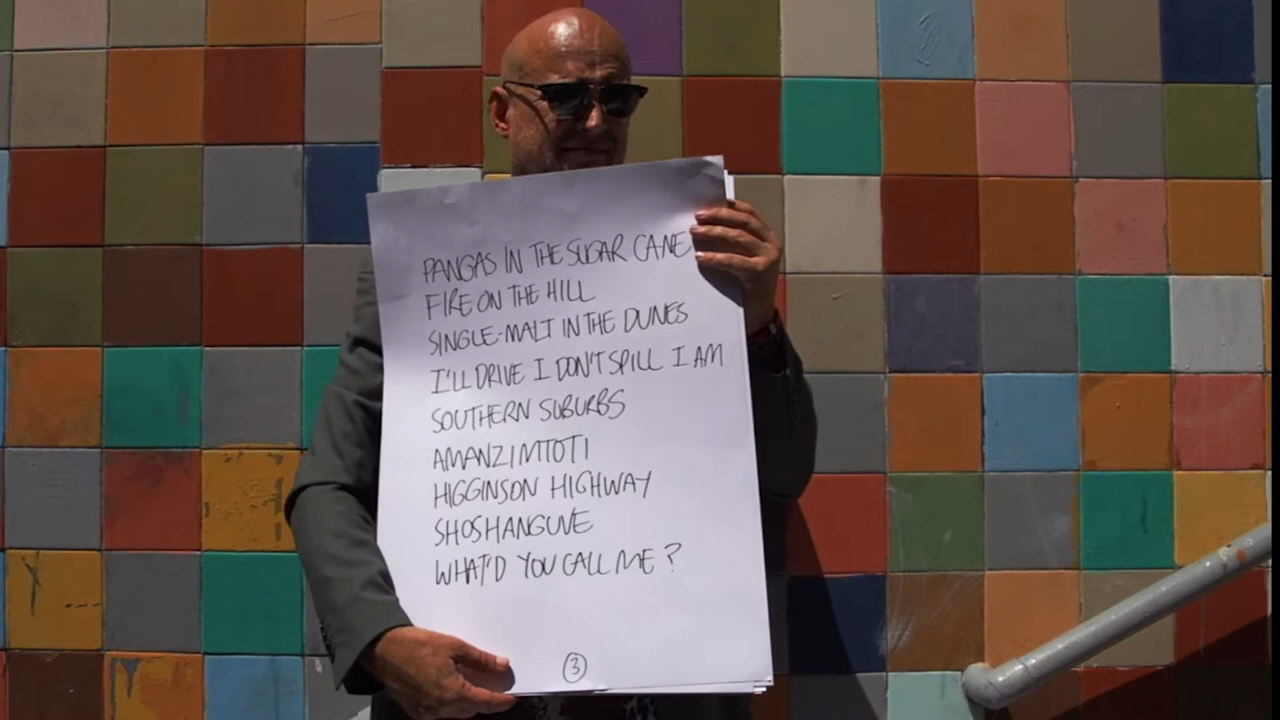 PANGAS IN THE SUGAR CANE
FIRE ON THE HILL
SINGLE-MALT IN THE DUNES
I'LL DRIVE I DON'T SPILL I AM
SOUTHERN SUBURBS
AMANZIMTOTI
HIGGINSON HIGHWAY
SHOSHANGUVE
WHAT'D YOU CALL ME?
3